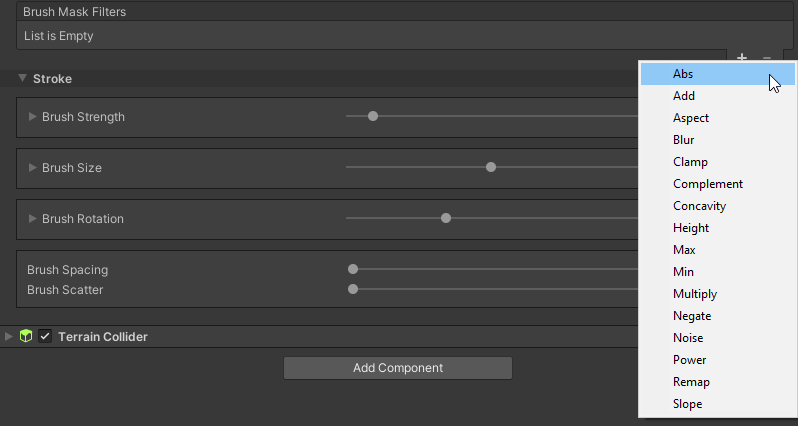 Brush Mask Filters
List is Empty
+ −
Stroke
Brush Strength
Brush Size
Brush Rotation
Brush Spacing
Brush Scatter
Terrain Collider
Add Component
Abs
Add
Aspect
Blur
Clamp
Complement
Concavity
Height
Max
Min
Multiply
Negate
Noise
Power
Remap
Slope